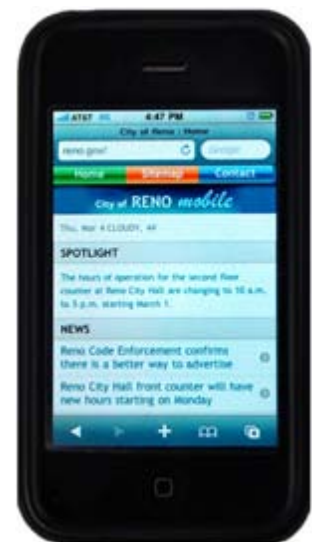 AT&T 4:47 PM
City of Reno : Home
reno.gov/ Google
Home Sitemap Contact
City of RENO mobile
Thu, Mar 4 CLOUDY, 44
SPOTLIGHT
The hours of operation for the second floor
counter at Reno City Hall are changing to 10 a.m.
to 5 p.m. starting March 1.
NEWS
Reno Code Enforcement confirms
there is a better way to advertise
Reno City Hall front counter will have
new hours starting on Monday